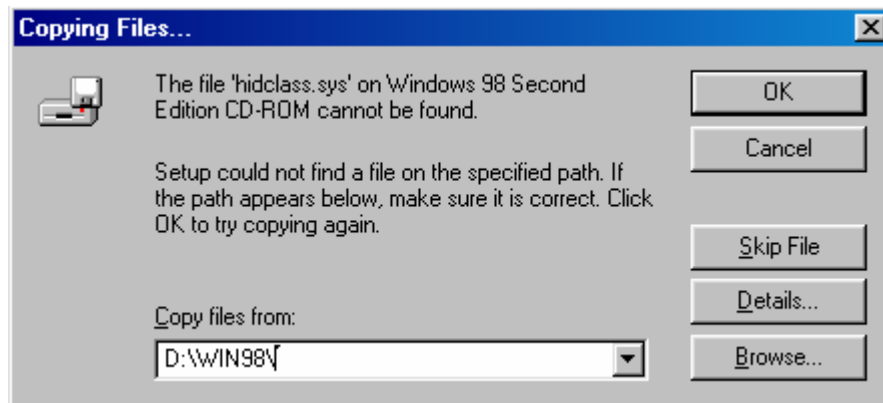 Copying Files...
The file 'hidclass.sys' on Windows 98 Second
Edition CD-ROM cannot be found.
Setup could not find a file on the specified path. If
the path appears below, make sure it is correct. Click
OK to try copying again.
Copy files from:
D:\WIN98\
OK
Cancel
Skip File
Details...
Browse...